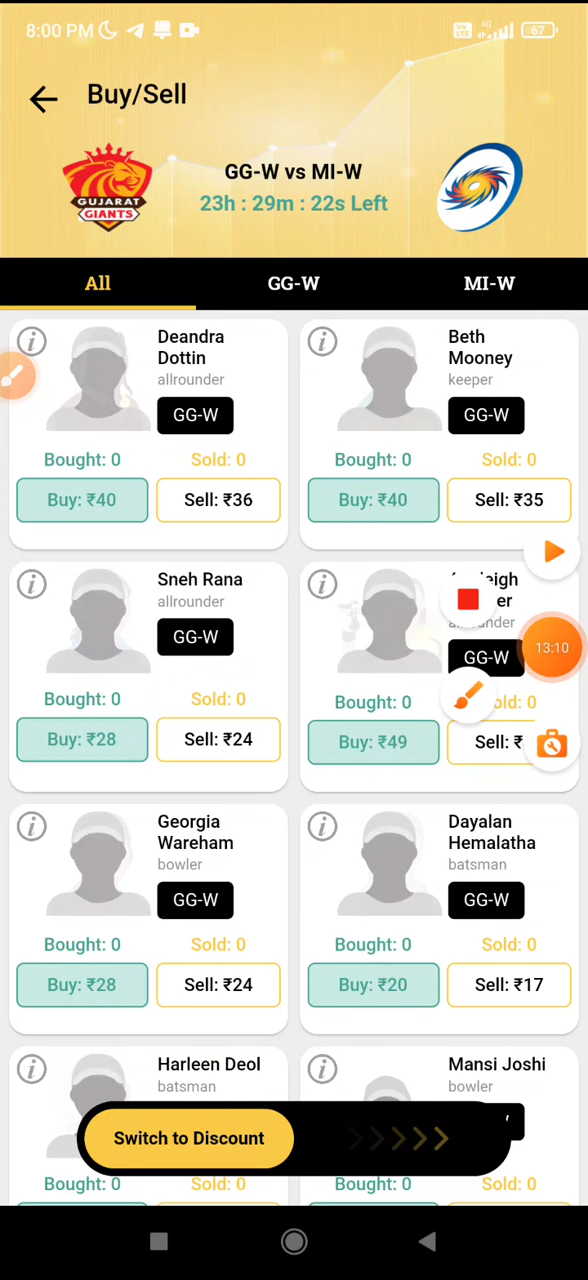 8:00 PM
4G
67
Buy/Sell
GUJARAT
GIANTS
GG-W vs MI-W
23h : 29m : 22s Left
All
GG-W
MI-W
Deandra
Dottin
allrounder
GG-W
Bought: 0
Sold: 0
Buy: ₹40
Sell: ₹36
Beth
Mooney
keeper
GG-W
Bought: 0
Sold: 0
Buy: ₹40
Sell: ₹35
Sneh Rana
allrounder
GG-W
Bought: 0
Sold: 0
Buy: ₹28
Sell: ₹24
GG-W
Bought: 0
Buy: ₹49
Sell: ₹
13:10
Georgia
Wareham
bowler
GG-W
Bought: 0
Sold: 0
Buy: ₹28
Sell: ₹24
Dayalan
Hemalatha
batsman
GG-W
Bought: 0
Sold: 0
Buy: ₹20
Sell: ₹17
Harleen Deol
batsman
Bought: 0
Sold: 0
Mansi Joshi
bowler
Bought: 0
Sold: 0
Switch to Discount